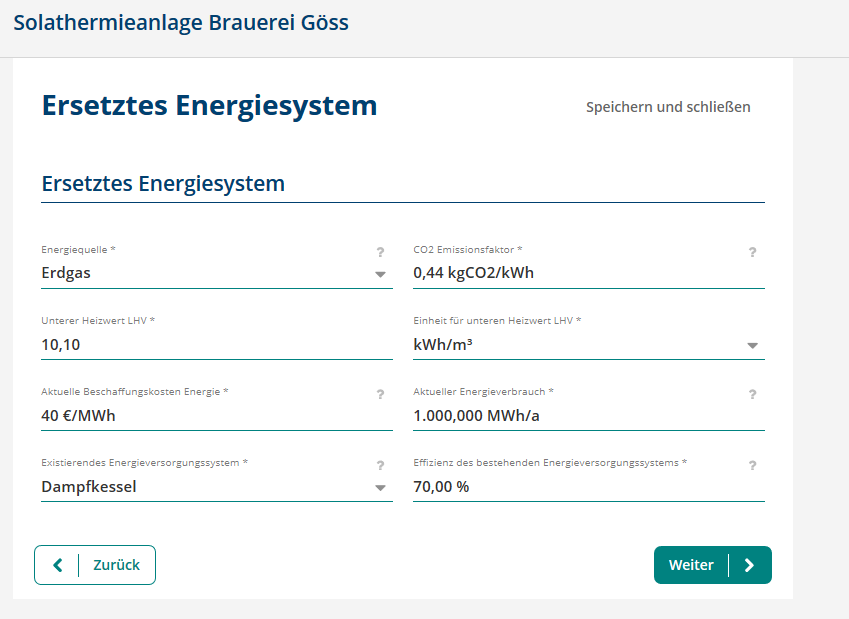 Solathermieanlage Brauerei Göss
Ersetztes Energiesystem
Speichern und schließen
Ersetztes Energiesystem
Energiequelle * ?
Erdgas
CO2 Emissionsfaktor * ?
0,44 kgCO2/kWh
Unterer Heizwert LHV *
10,10
Einheit für unteren Heizwert LHV *
kWh/m³
Aktuelle Beschaffungskosten Energie * ?
40 €/MWh
Aktueller Energieverbrauch * ?
1.000,000 MWh/a
Existierendes Energieversorgungssystem * ?
Dampfkessel
Effizienz des bestehenden Energieversorgungssystems * ?
70,00 %
Zurück
Weiter